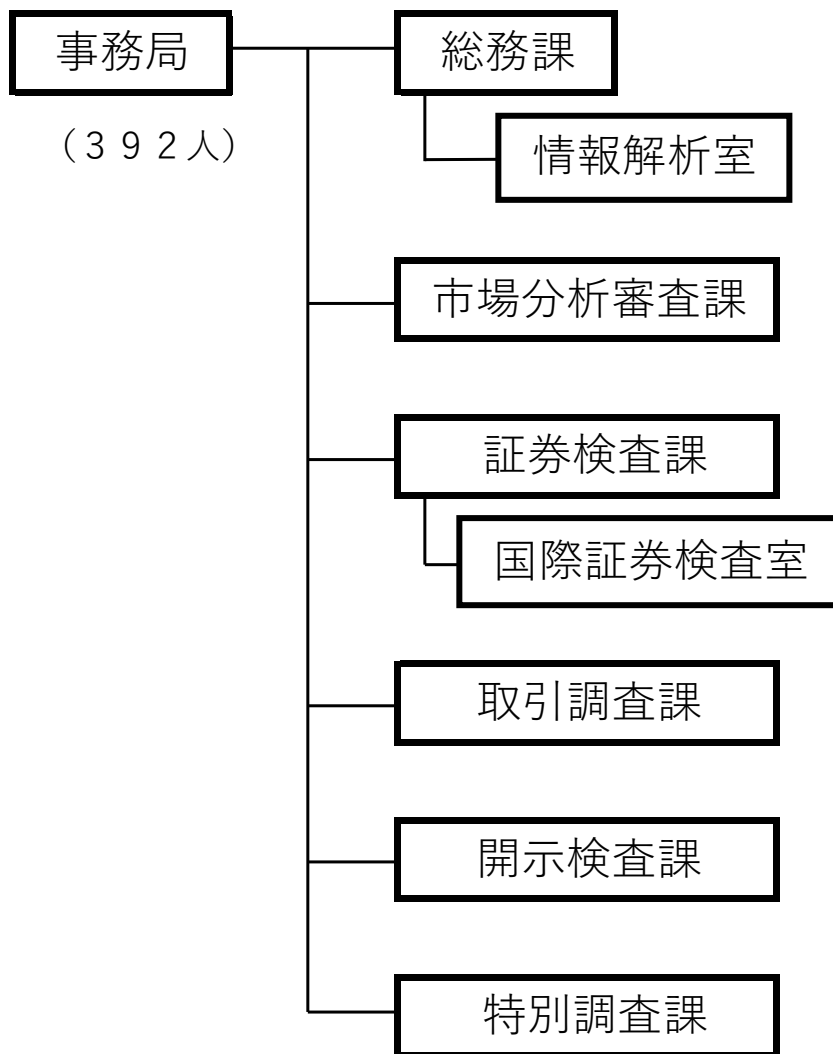 事務局
(３９２人)
総務課
情報解析室
市場分析審査課
証券検査課
国際証券検査室
取引調査課
開示検査課
特別調査課